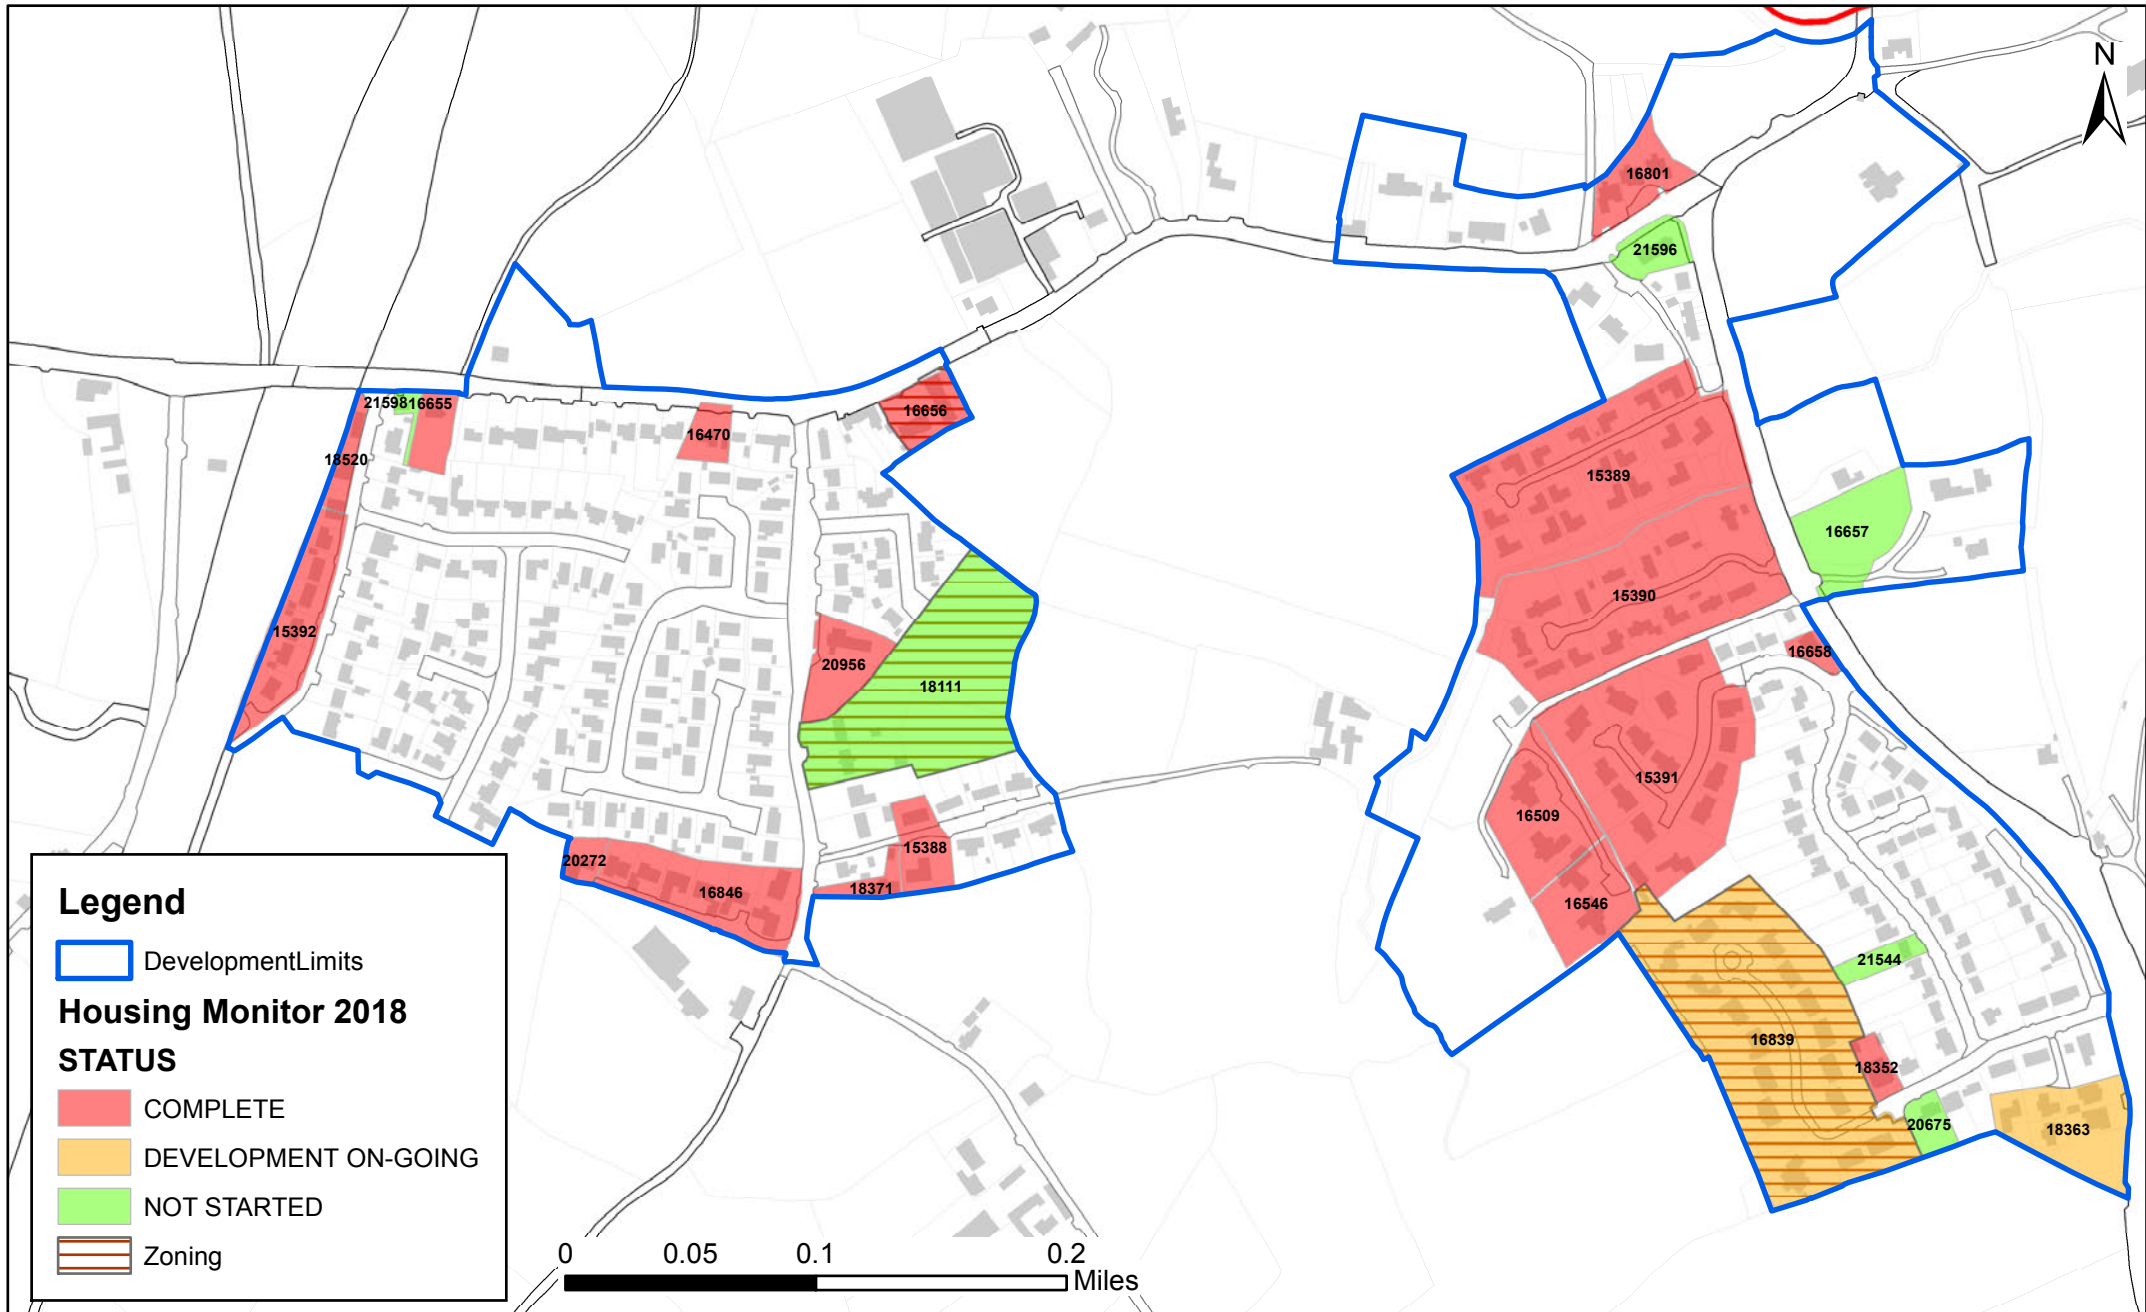 N
16801
21596
21598
16655
16656
16470
18520
15389
16657
15390
15392
16658
20956
18111
15391
16509
15388
20272
18371
16846
16546
21544
16839
18352
20675
18363
Legend
DevelopmentLimits
Housing Monitor 2018
STATUS
COMPLETE
DEVELOPMENT ON-GOING
NOT STARTED
Zoning
0 0.05 0.1 0.2
Miles